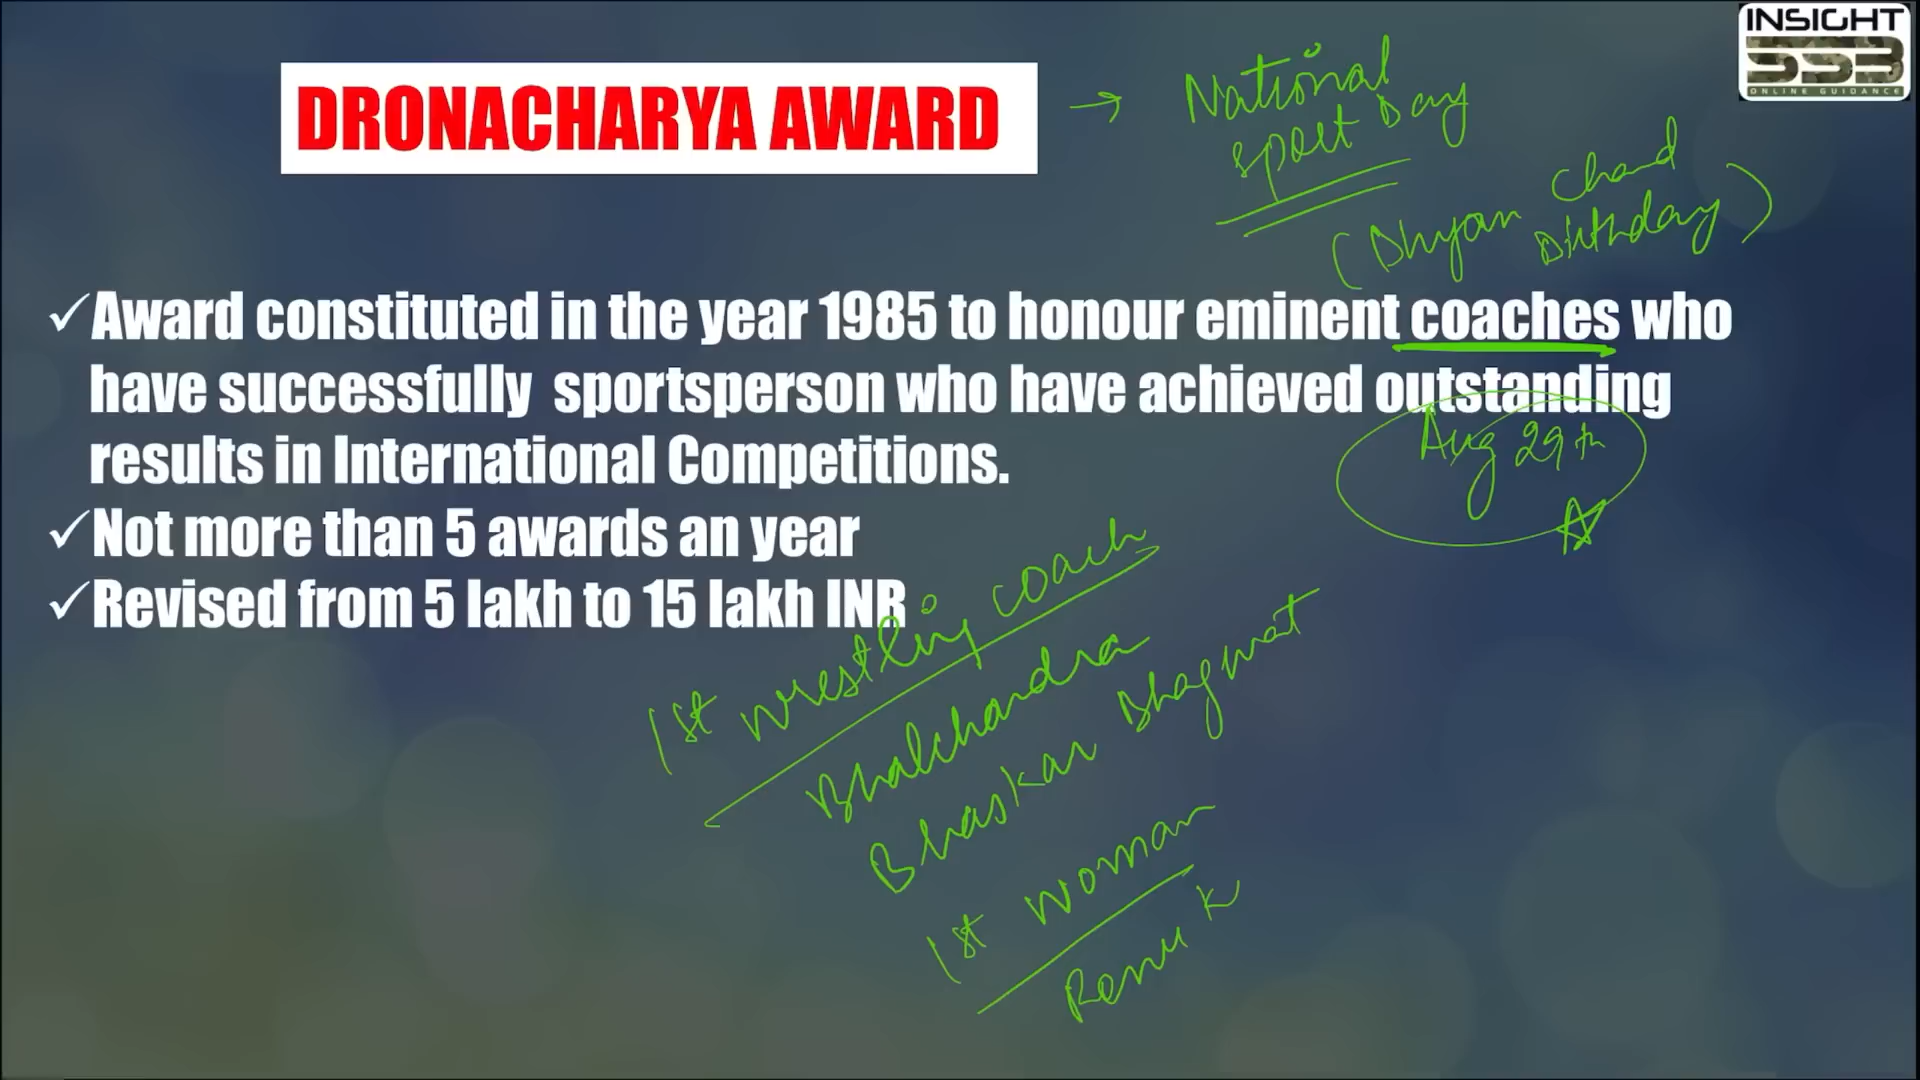 INSIGHT
SSB
ONLINE GUIDANCE
DRONACHARYA AWARD
→ National
Sport Day
(Dhyan Chand
Birthday)
✓Award constituted in the year 1985 to honour eminent coaches who
have successfully sportsperson who have achieved outstanding
results in International Competitions.
Aug 29th
✓Not more than 5 awards an year
✓Revised from 5 lakh to 15 lakh INR
1st wrestling coach
Bhalchandra
Bhaskar Bhagwat
1st woman
Renu K